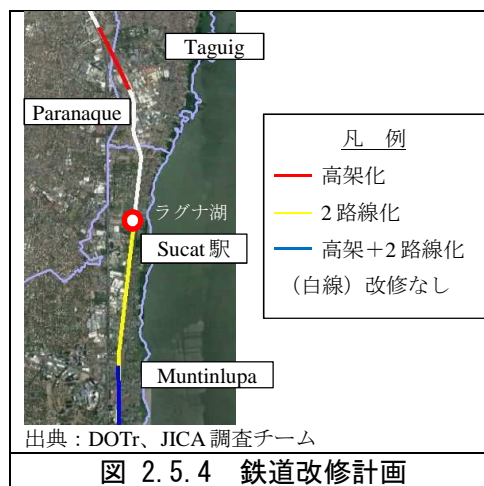 Taguig
Paranaque
ラグナ湖
Sucat 駅
Muntinlupa
凡 例
高架化
2 路線化
高架＋2 路線化
（白線）改修なし
出典：DOTr、JICA 調査チーム
図 2.5.4 鉄道改修計画